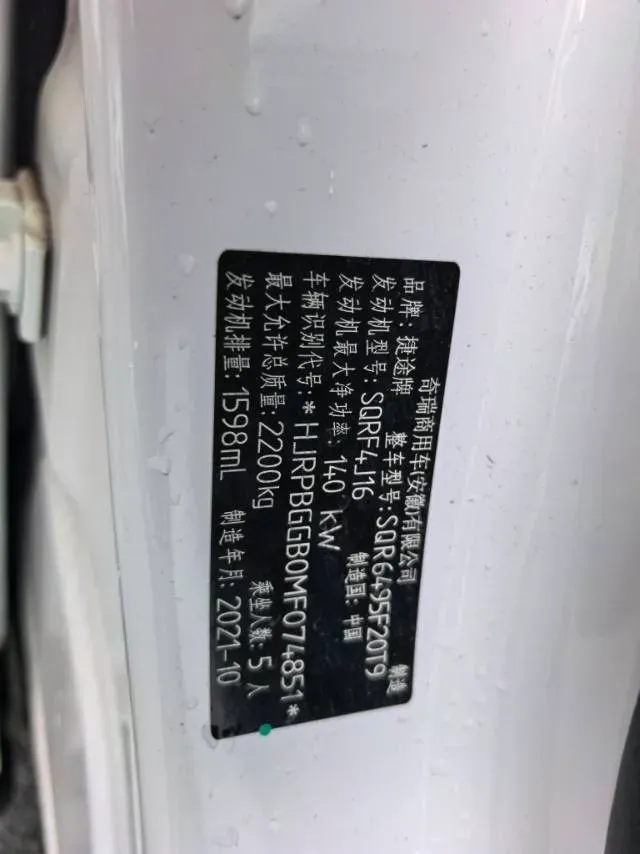 奇瑞商用车(安徽)有限公司 制造
品牌：捷途牌 整车型号：SQR6495F20T9
发动机型号：SQRF4J16 制造国：中国
发动机最大净功率：140 kW
车辆识别代号：*HJRPBGGB0MF074851*
最大允许总质量：2200kg 乘坐人数：5人
发动机排量：1598mL 制造年月：2021-10